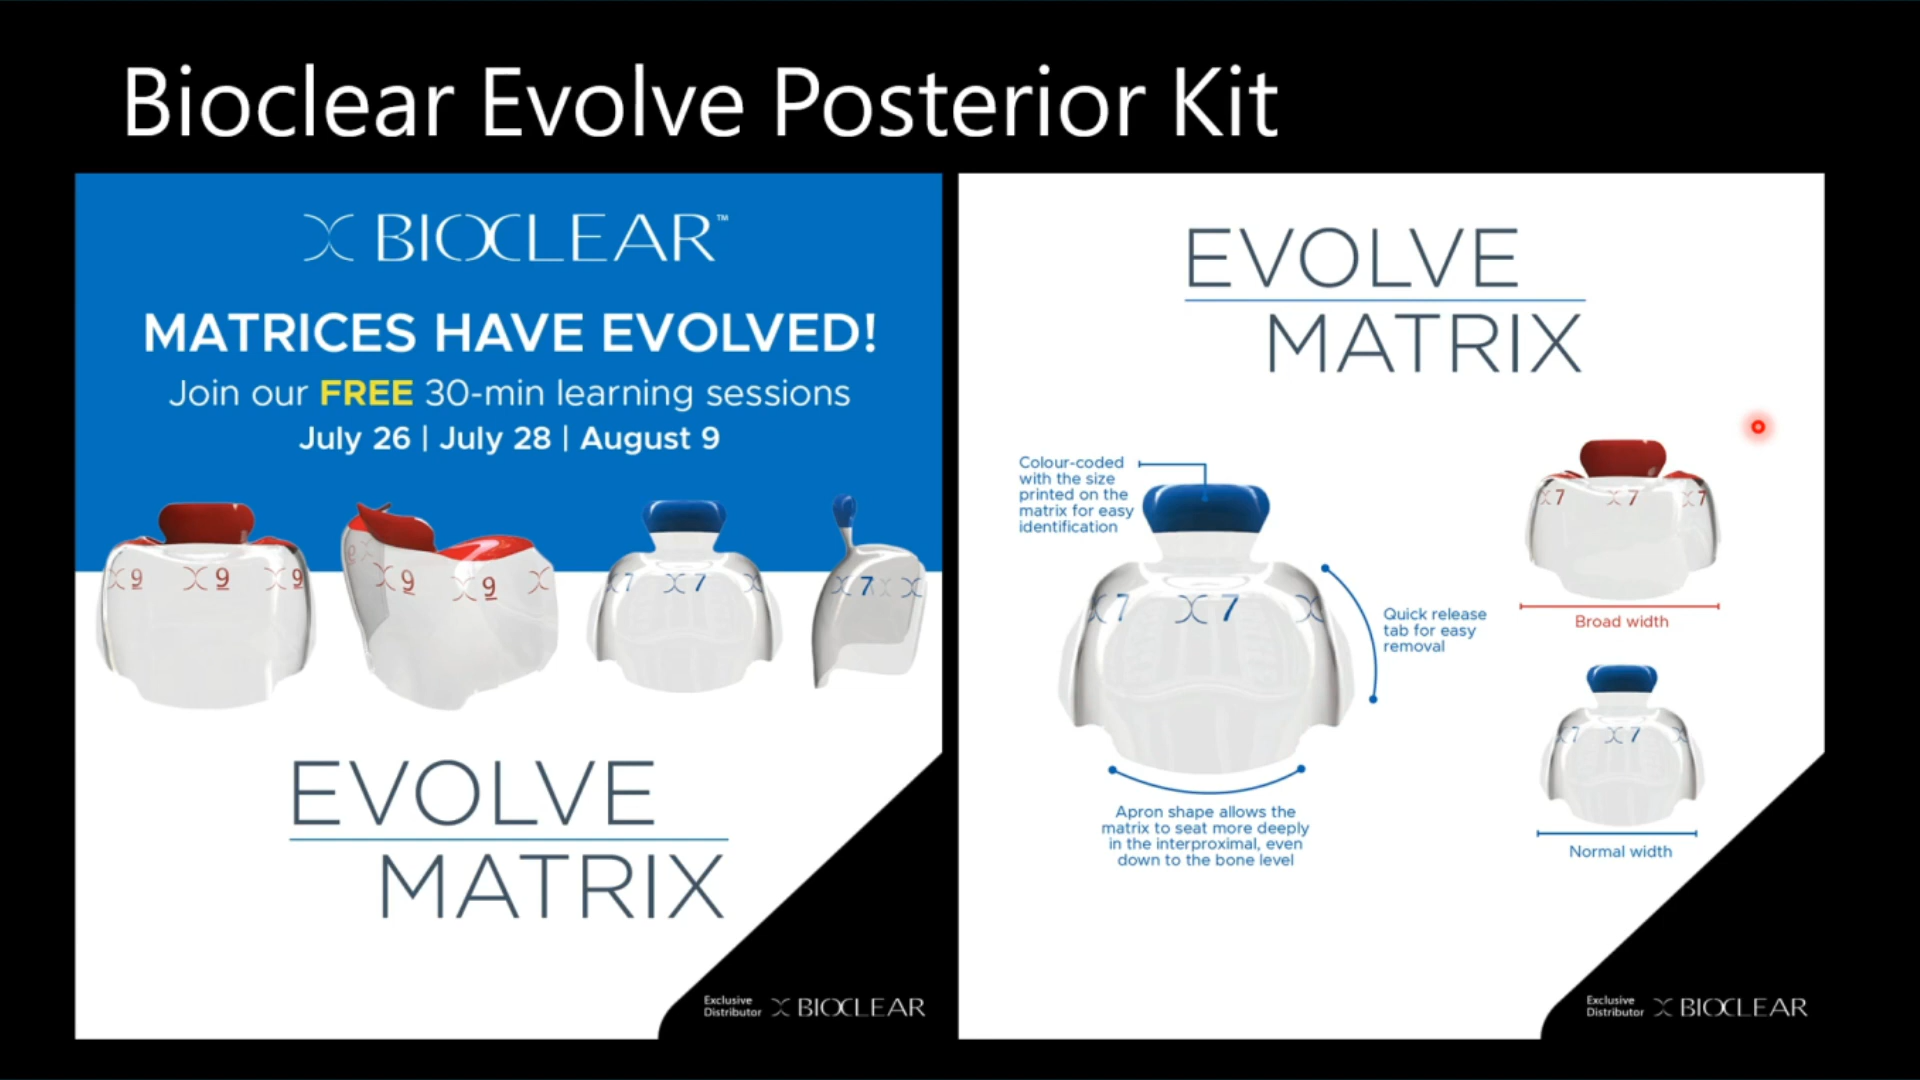 Bioclear Evolve Posterior Kit
BIOCLEAR™
MATRICES HAVE EVOLVED!
Join our FREE 30-min learning sessions
July 26 | July 28 | August 9
9 9 9
9 9
7 7
7
EVOLVE
MATRIX
Exclusive
Distributor
BIOCLEAR
EVOLVE
MATRIX
Colour-coded
with the size
printed on the
matrix for easy
identification
7 7
Quick release
tab for easy
removal
Apron shape allows the
matrix to seat more deeply
in the interproximal, even
down to the bone level
7 7 7
Broad width
7 7
Normal width
Exclusive
Distributor
BIOCLEAR